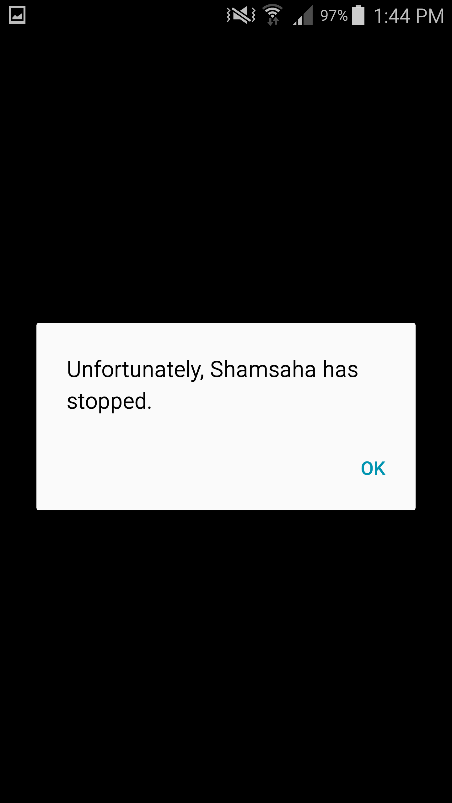 97% 1:44 PM
Unfortunately, Shamsaha has
stopped.
OK